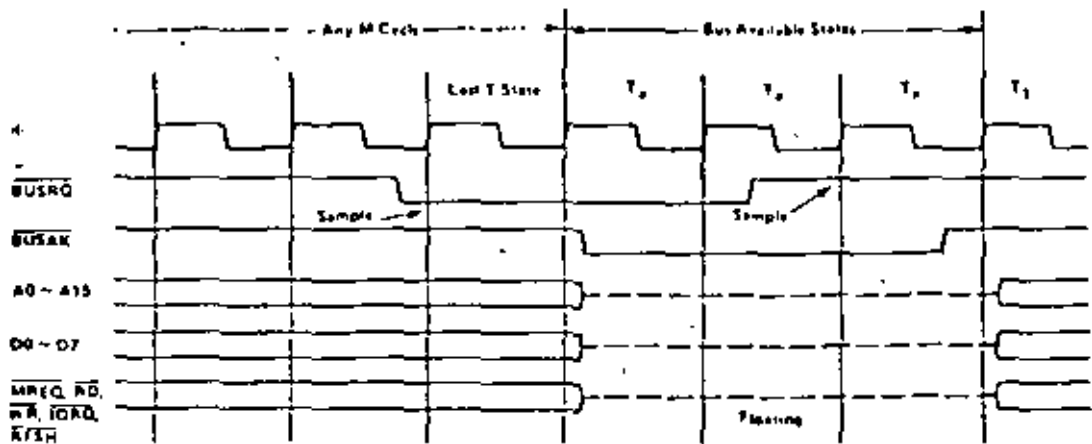 Any M Cycle
Bus Available States
Last T State
Tx
Tx
Tx
T1
Φ
BUSRQ
Sample
Sample
BUSAK
A0 ~ A15
D0 ~ D7
MREQ, RD,
WR, IORQ,
RFSH
Floating